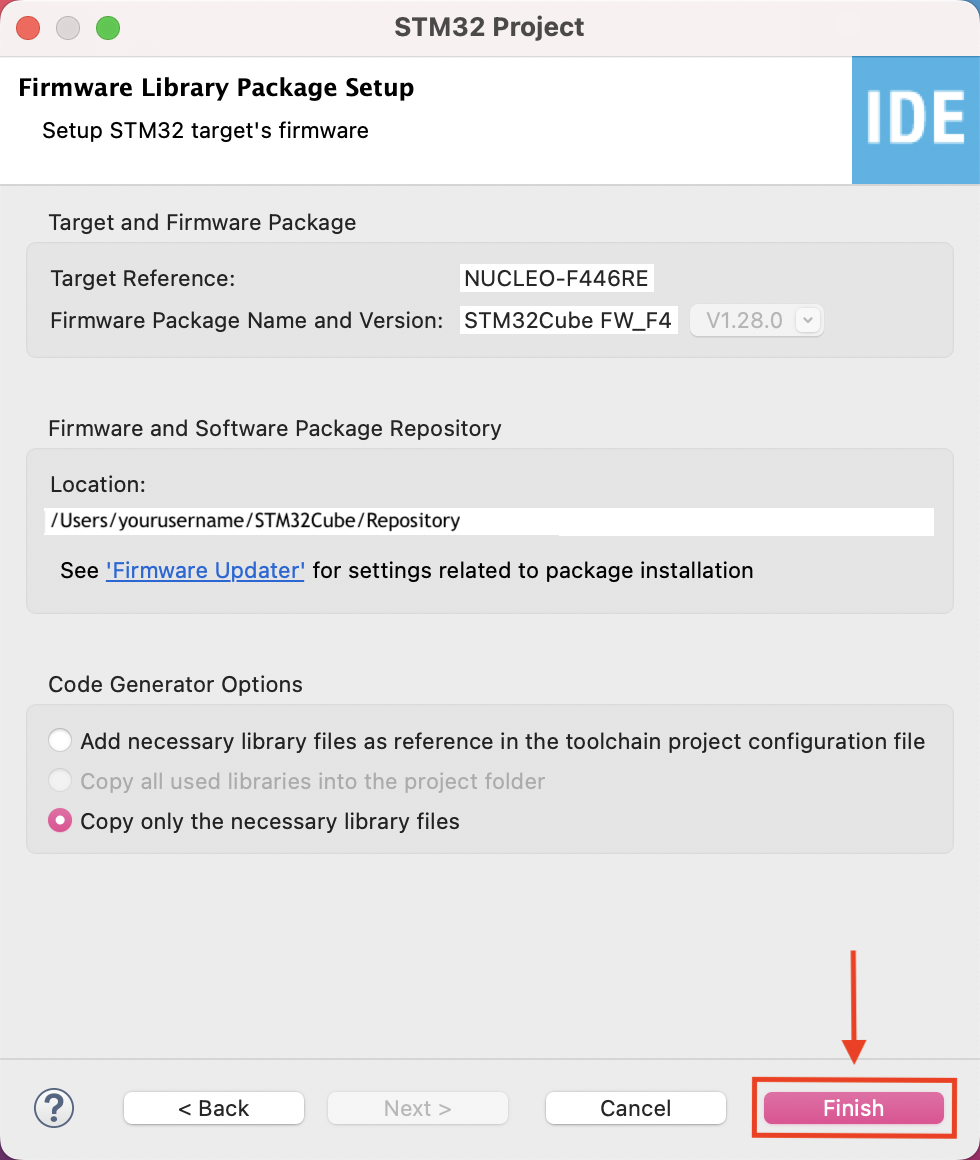 STM32 Project
Firmware Library Package Setup
Setup STM32 target's firmware
IDE
Target and Firmware Package
Target Reference: NUCLEO-F446RE
Firmware Package Name and Version: STM32Cube FW_F4 V1.28.0
Firmware and Software Package Repository
Location:
/Users/yourusername/STM32Cube/Repository
See 'Firmware Updater' for settings related to package installation
Code Generator Options
Add necessary library files as reference in the toolchain project configuration file
Copy all used libraries into the project folder
Copy only the necessary library files
? < Back Next > Cancel Finish